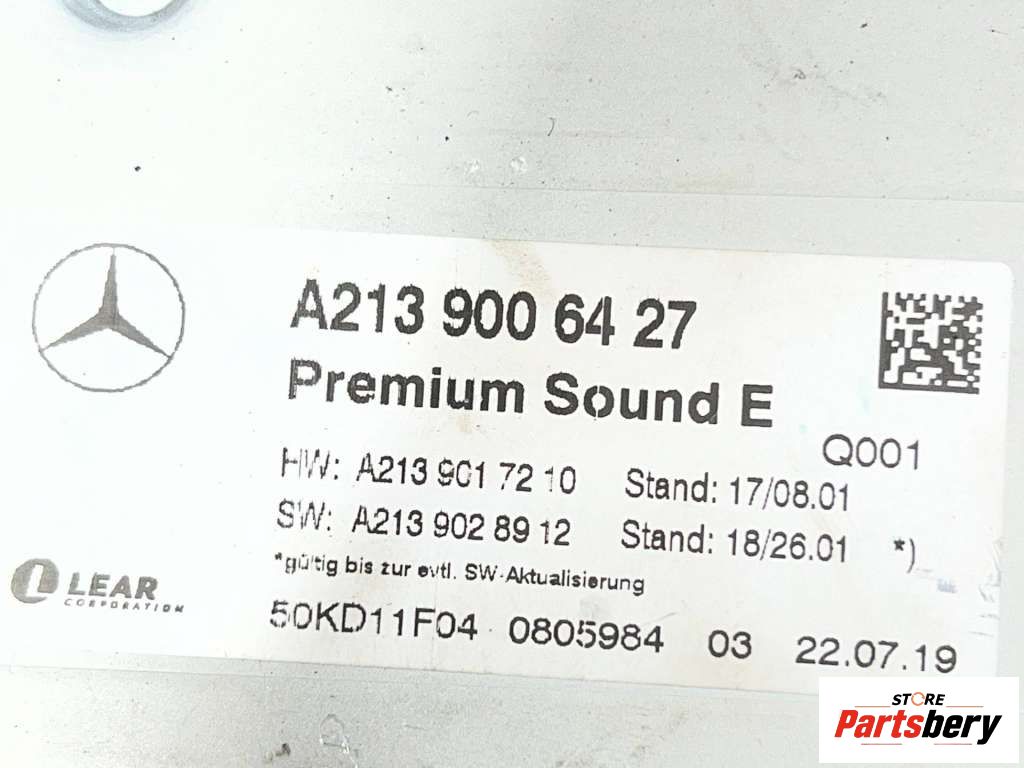 A213 900 64 27
Premium Sound E
Q001
HW: A213 901 72 10 Stand: 17/08.01
SW: A213 902 89 12 Stand: 18/26.01 *)
*gültig bis zur evtl. SW-Aktualisierung
LEAR
CORPORATION
50KD11F04 0805984 03 22.07.19
STORE
Partsbery